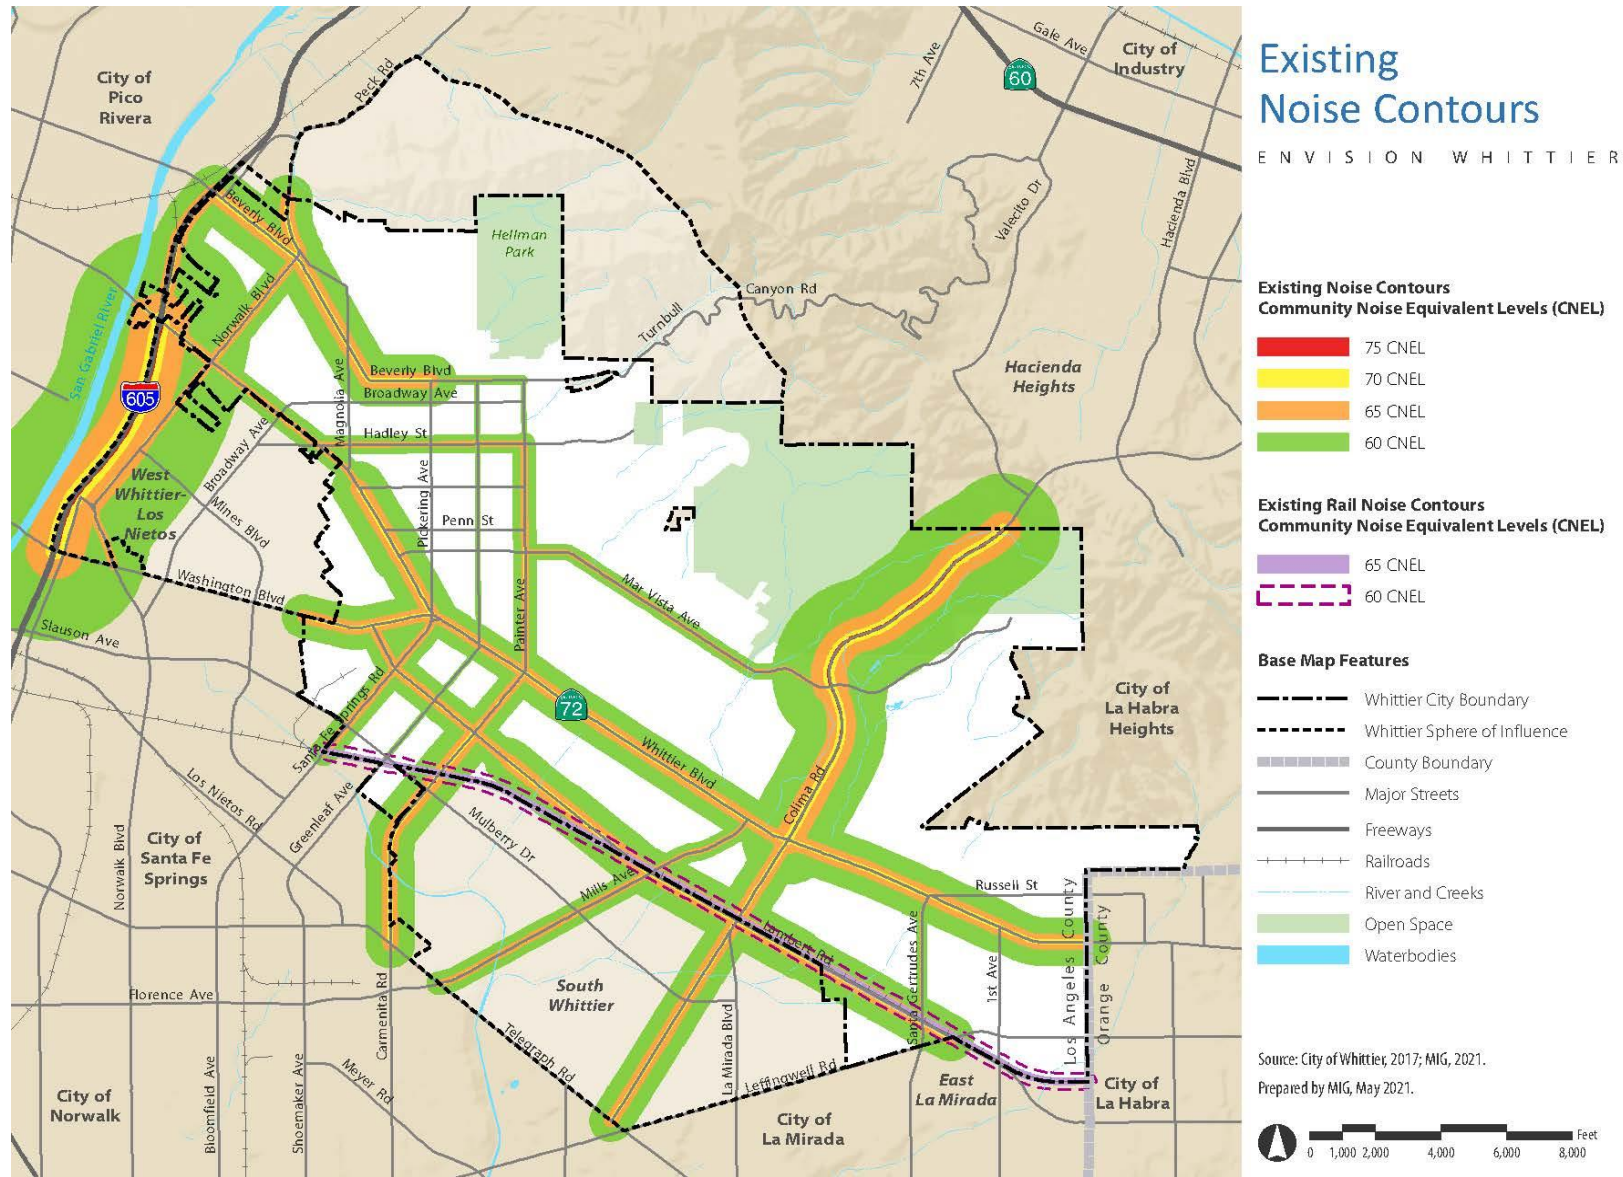 Existing
Noise Contours
ENVISION WHITTIER
Existing Noise Contours
Community Noise Equivalent Levels (CNEL)
75 CNEL
70 CNEL
65 CNEL
60 CNEL
Existing Rail Noise Contours
Community Noise Equivalent Levels (CNEL)
65 CNEL
60 CNEL
Base Map Features
Whittier City Boundary
Whittier Sphere of Influence
County Boundary
Major Streets
Freeways
Railroads
River and Creeks
Open Space
Waterbodies
Source: City of Whittier, 2017; MIG, 2021.
Prepared by MIG, May 2021.
0 1,000 2,000 4,000 6,000 8,000
Feet
City of
Pico
Rivera
Peck Rd
7th Ave
60
Gale Ave
City of
Industry
Hacienda Blvd
Valecito Dr
Beverly Blvd
Hellman
Park
Norwalk Blvd
San Gabriel River
Turnbull
Canyon Rd
Hacienda
Heights
605
Magnolia Ave
Beverly Blvd
Broadway Ave
Hadley St
Broadway Ave
Pickering Ave
West
Whittier-
Los
Nietos
Mines Blvd
Penn St
Washington Blvd
Mar Vista Ave
Painter Ave
Slauson Ave
Santa Fe Springs Rd
72
Whittier Blvd
City of
La Habra
Heights
Colima Rd
Los Nietos Rd
Greenleaf Ave
Mulberry Dr
Norwalk Blvd
City of
Santa Fe
Springs
Mills Ave
Russell St
Lambert Rd
Santa Gertrudes Ave
1st Ave
Los Angeles County
Orange County
South
Whittier
Florence Ave
Carmenita Rd
Telegraph Rd
La Mirada Blvd
Leffingwell Rd
East
La Mirada
City of
La Habra
City of
Norwalk
Bloomfield Ave
Shoemaker Ave
Meyer Rd
City of
La Mirada